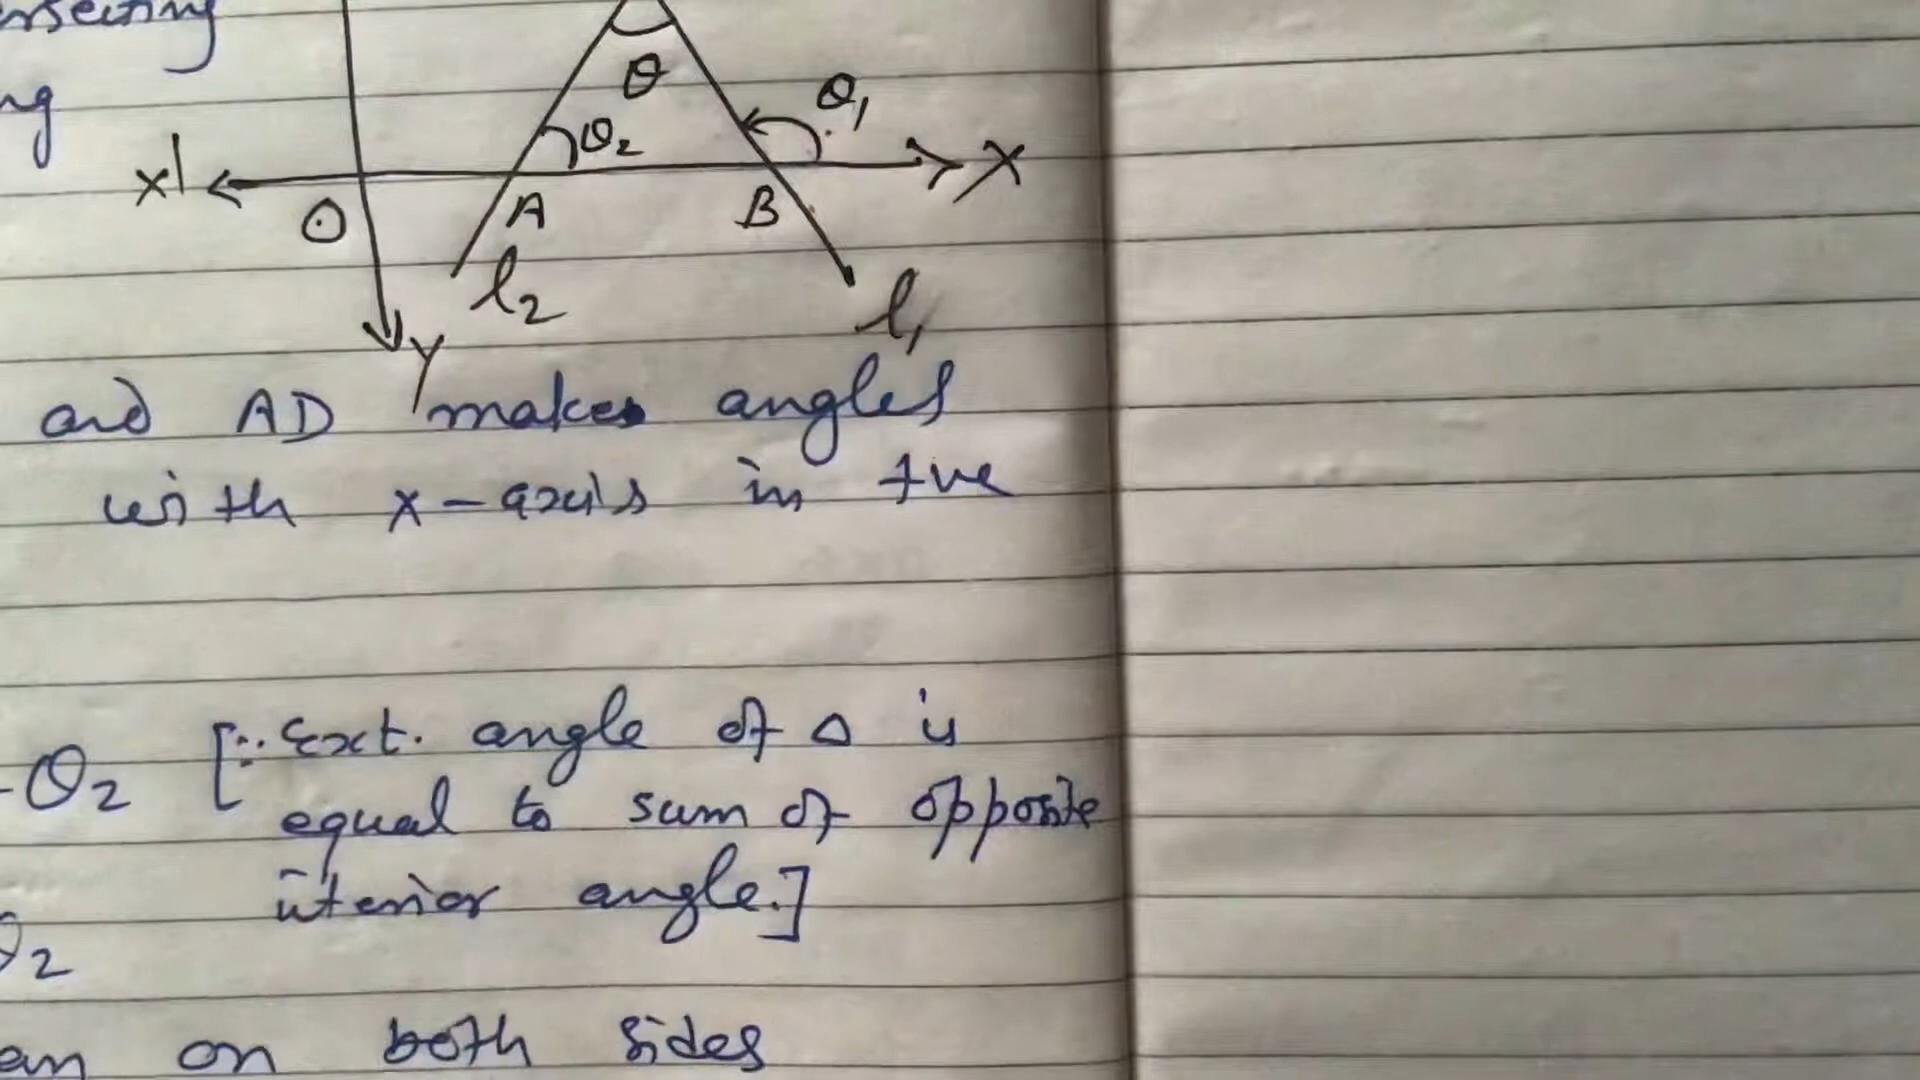 θ
θ₁
θ₂
x'
X
O
A
B
l₂
l₁
Y
and AD makes angles
with x-axis in +ve
-θ₂ [∵ Ext. angle of Δ is
equal to sum of opposite
interior angle.]
θ₂
on both sides